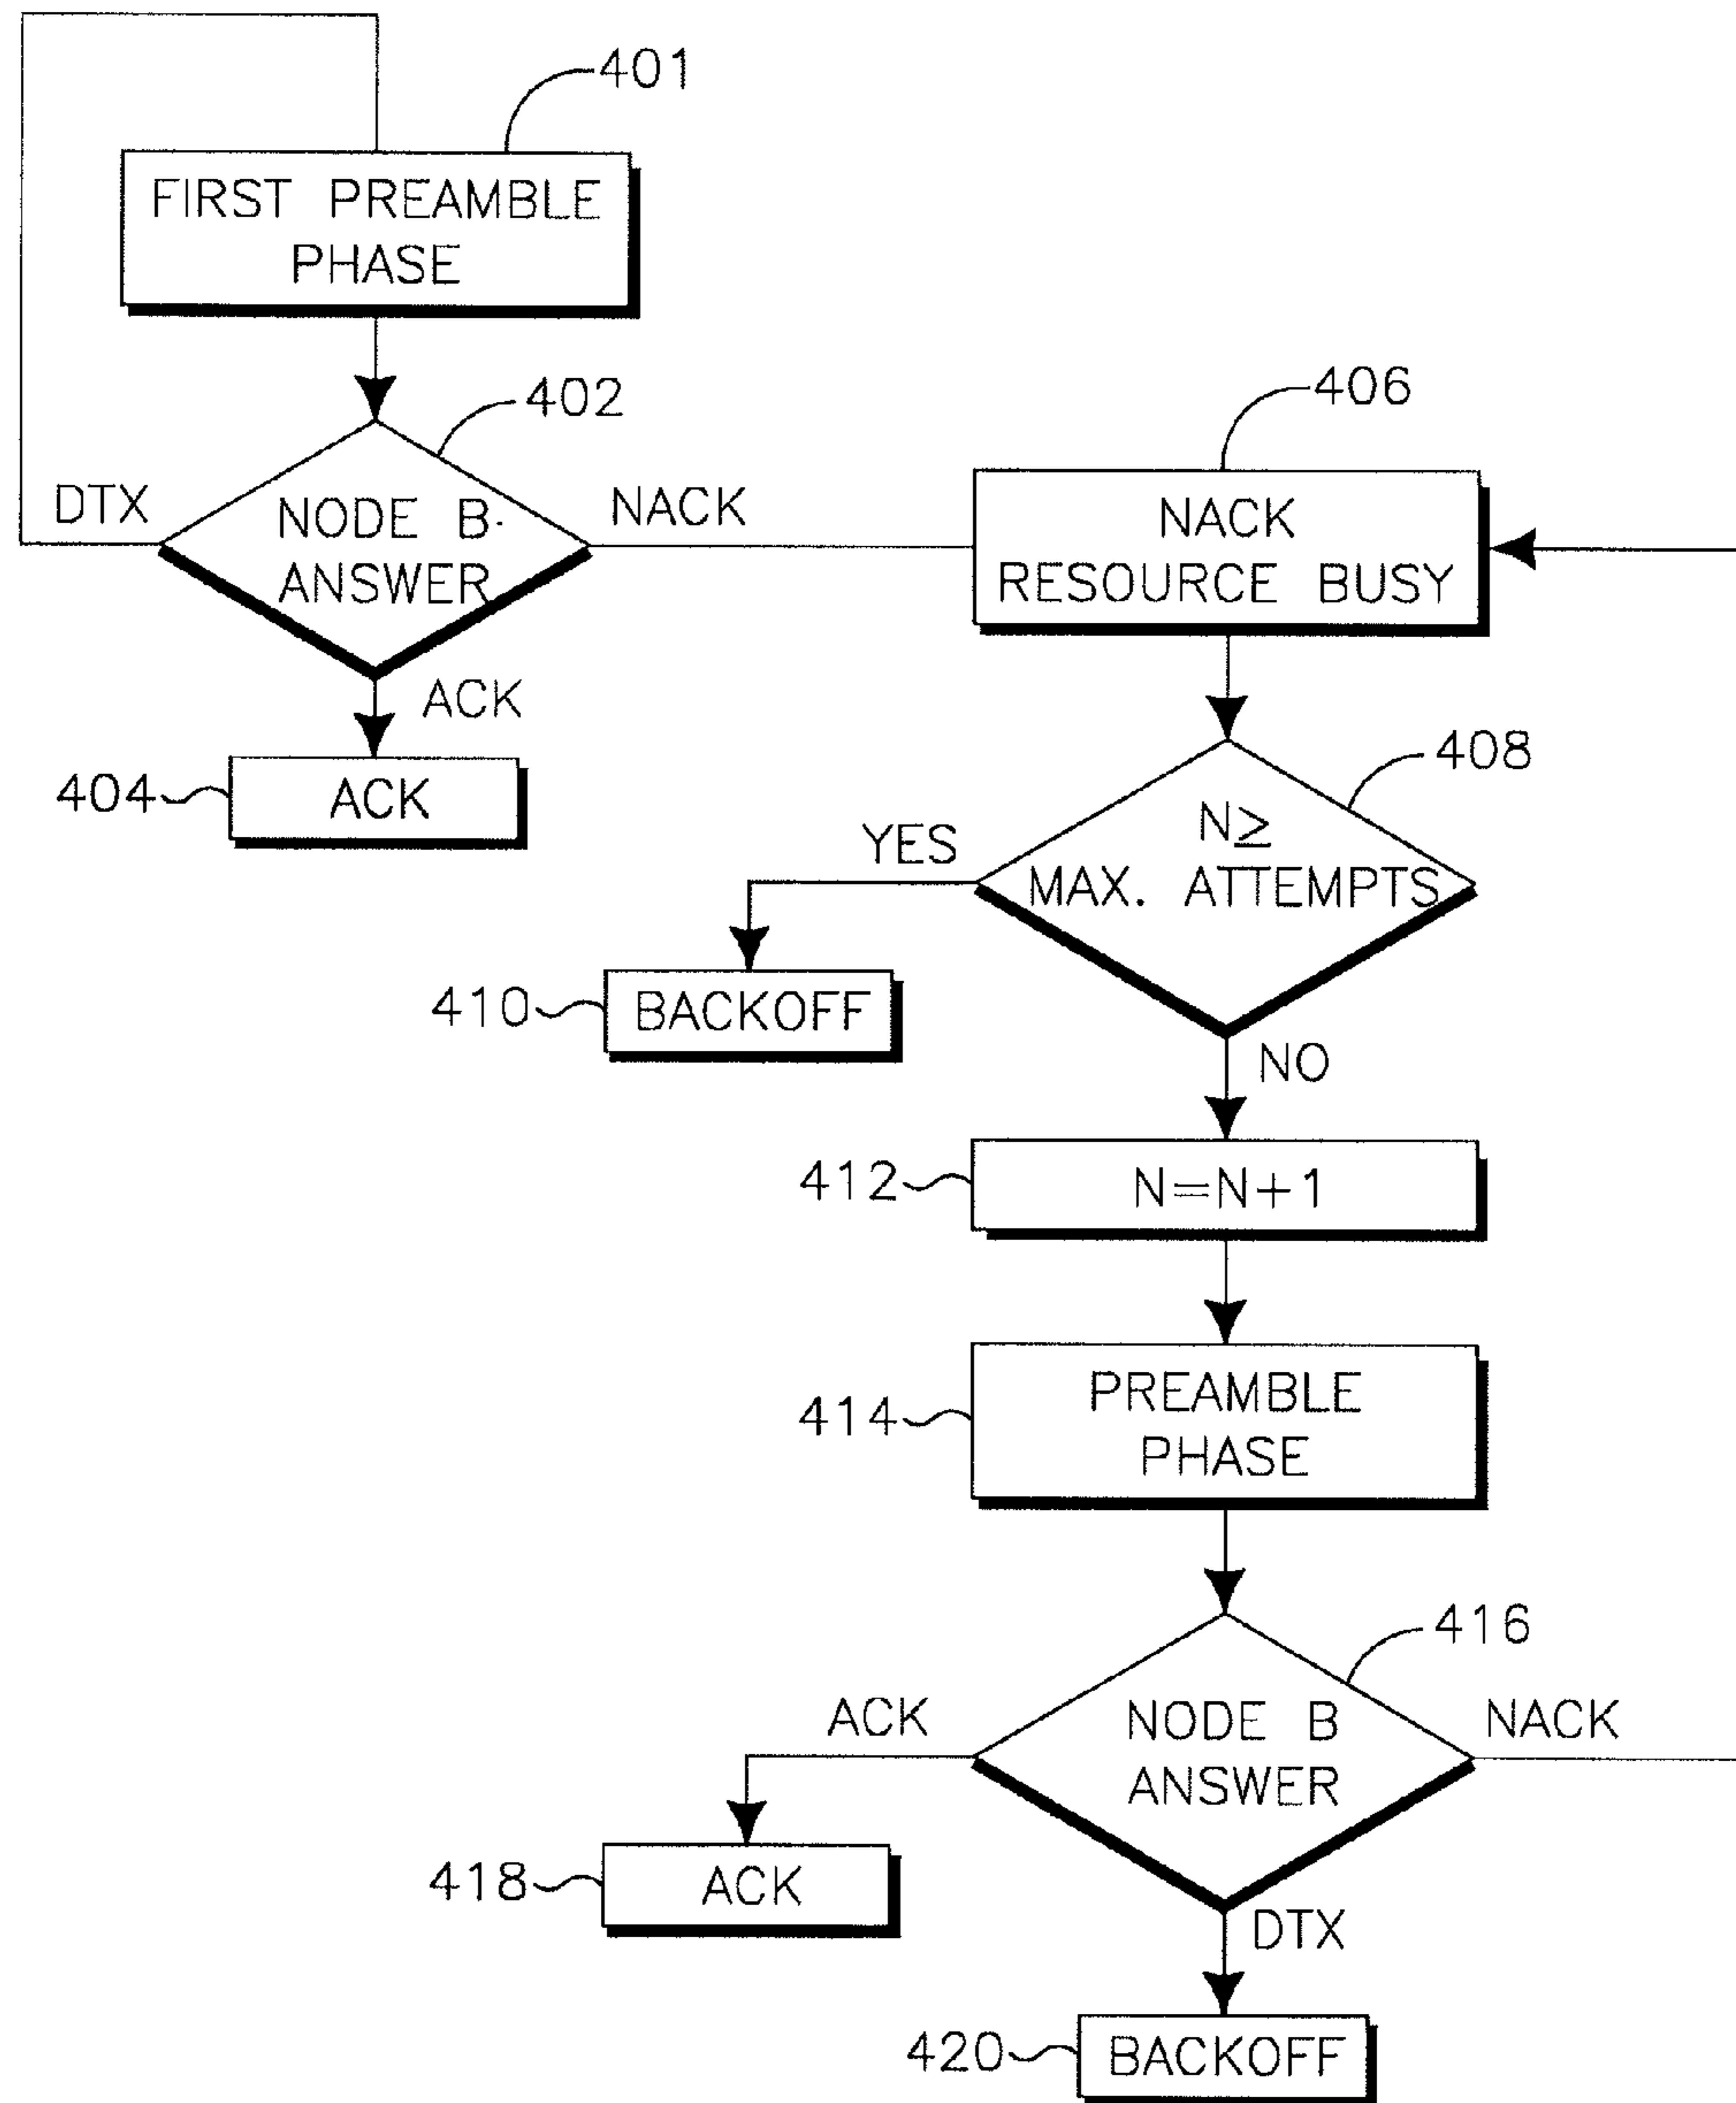 401
FIRST PREAMBLE
PHASE
402
406
DTX
NODE B
ANSWER
NACK
NACK
RESOURCE BUSY
ACK
404
ACK
408
N≥
MAX. ATTEMPTS
YES
410
BACKOFF
NO
412
N=N+1
414
PREAMBLE
PHASE
416
ACK
NODE B
ANSWER
NACK
418
ACK
DTX
420
BACKOFF